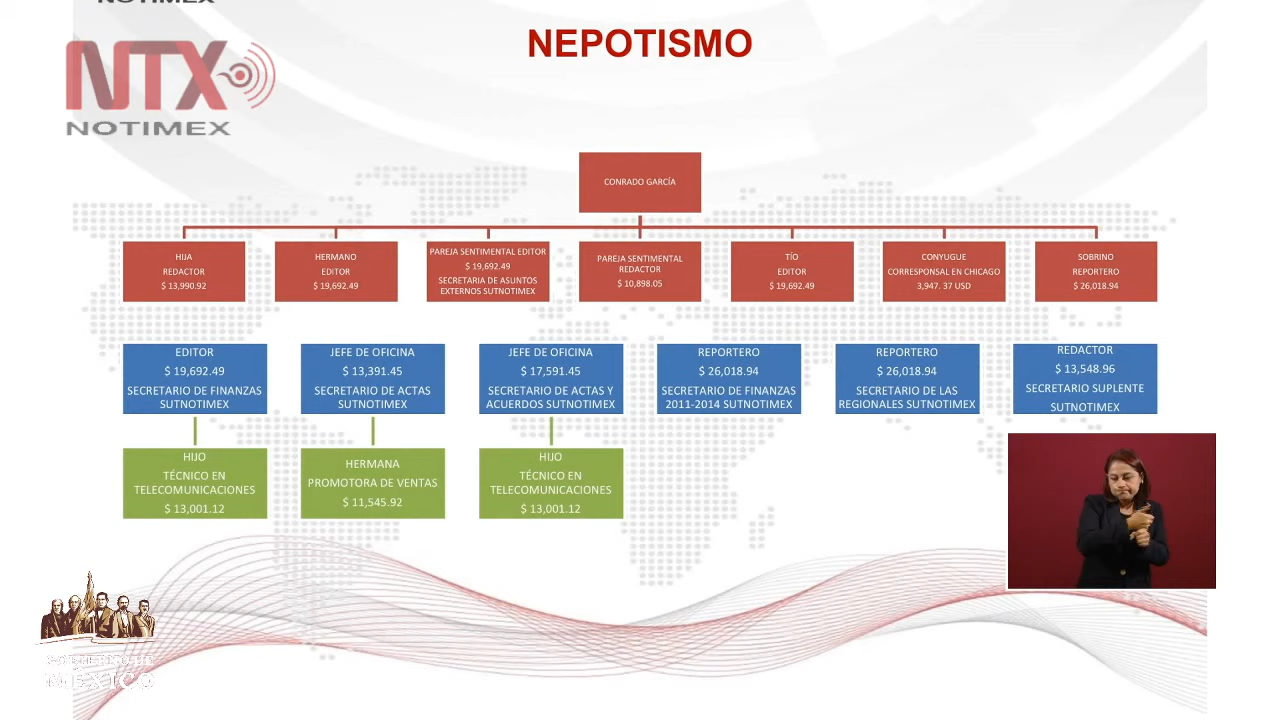 NOTIMEX
NEPOTISMO
NTX
NOTIMEX
CONRADO GARCÍA
HIJA
REDACTOR
$ 13,990.92
HERMANO
EDITOR
$ 19,692.49
PAREJA SENTIMENTAL EDITOR
$ 19,692.49
SECRETARIA DE ASUNTOS
EXTERNOS SUTNOTIMEX
PAREJA SENTIMENTAL
REDACTOR
$ 10,898.05
TÍO
EDITOR
$ 19,692.49
CONYUGUE
CORRESPONSAL EN CHICAGO
3,947. 37 USD
SOBRINO
REPORTERO
$ 26,018.94
EDITOR
$ 19,692.49
SECRETARIO DE FINANZAS
SUTNOTIMEX
JEFE DE OFICINA
$ 13,391.45
SECRETARIO DE ACTAS
SUTNOTIMEX
JEFE DE OFICINA
$ 17,591.45
SECRETARIO DE ACTAS Y
ACUERDOS SUTNOTIMEX
REPORTERO
$ 26,018.94
SECRETARIO DE FINANZAS
2011-2014 SUTNOTIMEX
REPORTERO
$ 26,018.94
SECRETARIO DE LAS
REGIONALES SUTNOTIMEX
REDACTOR
$ 13,548.96
SECRETARIO SUPLENTE
SUTNOTIMEX
HIJO
TÉCNICO EN
TELECOMUNICACIONES
$ 13,001.12
HERMANA
PROMOTORA DE VENTAS
$ 11,545.92
HIJO
TÉCNICO EN
TELECOMUNICACIONES
$ 13,001.12
GOBIERNO DE
MÉXICO